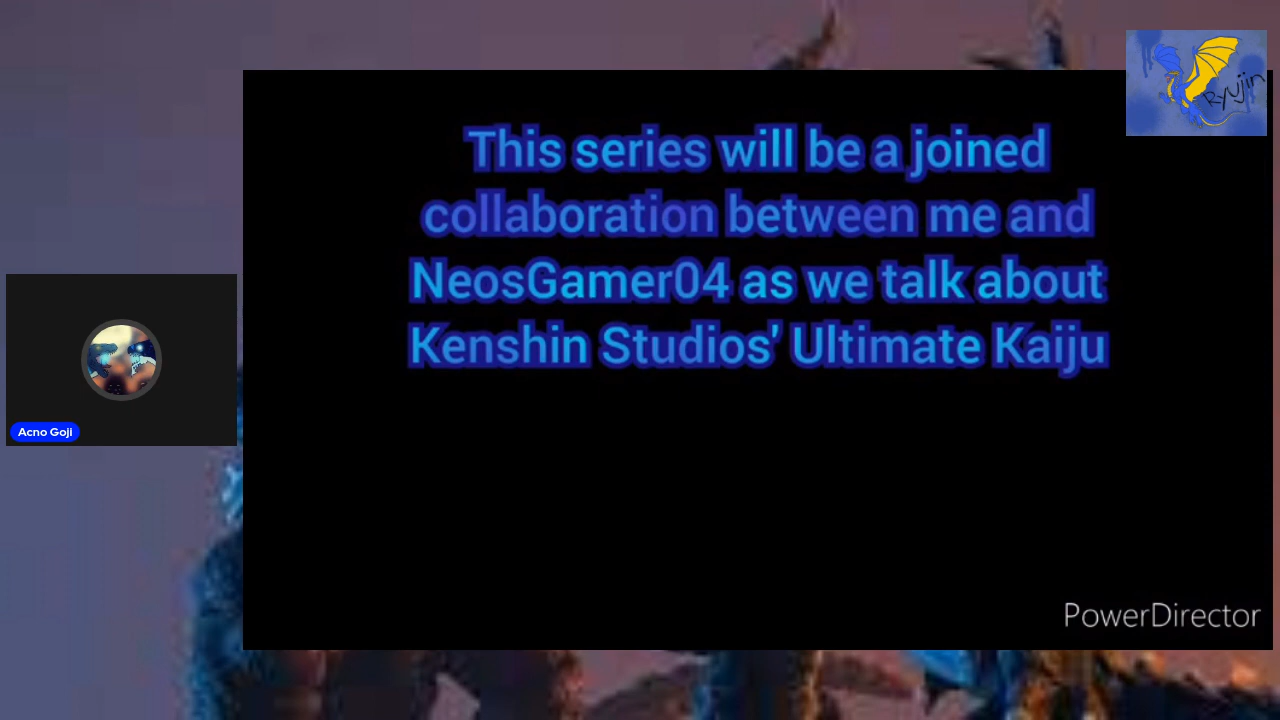 Ryujin
This series will be a joined
collaboration between me and
NeosGamer04 as we talk about
Kenshin Studios' Ultimate Kaiju
Acno Goji
PowerDirector